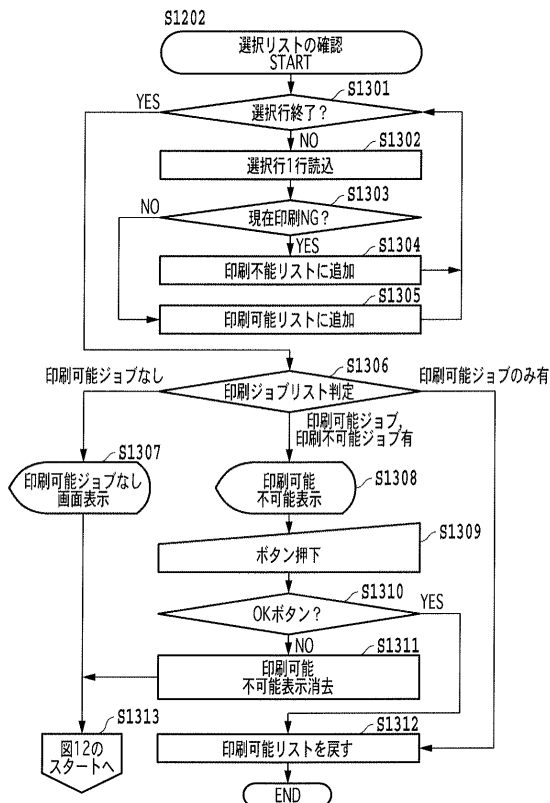 S1202
選択リストの確認
START
S1301
YES
選択行終了?
NO
S1302
選択行1行読込
S1303
NO
現在印刷NG?
YES
S1304
印刷不能リストに追加
S1305
印刷可能リストに追加
S1306
印刷可能ジョブなし
印刷可能ジョブのみ有
印刷ジョブリスト判定
印刷可能ジョブ,
印刷不可能ジョブ有
S1307
印刷可能ジョブなし
画面表示
S1308
印刷可能
不可能表示
S1309
ボタン押下
S1310
OKボタン?
YES
NO
S1311
印刷可能
不可能表示消去
S1313
図12の
スタートへ
S1312
印刷可能リストを戻す
END